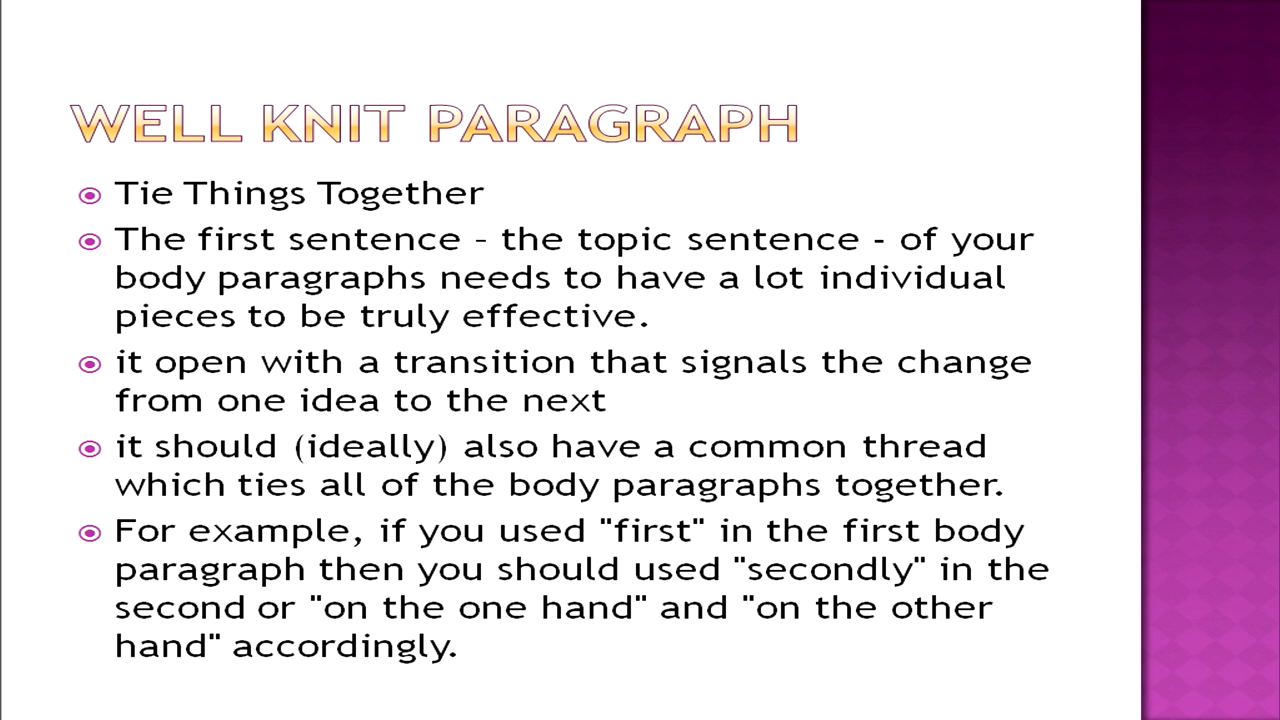 WELL KNIT PARAGRAPH
Tie Things Together
The first sentence – the topic sentence - of your
body paragraphs needs to have a lot individual
pieces to be truly effective.
it open with a transition that signals the change
from one idea to the next
it should (ideally) also have a common thread
which ties all of the body paragraphs together.
For example, if you used "first" in the first body
paragraph then you should used "secondly" in the
second or "on the one hand" and "on the other
hand" accordingly.